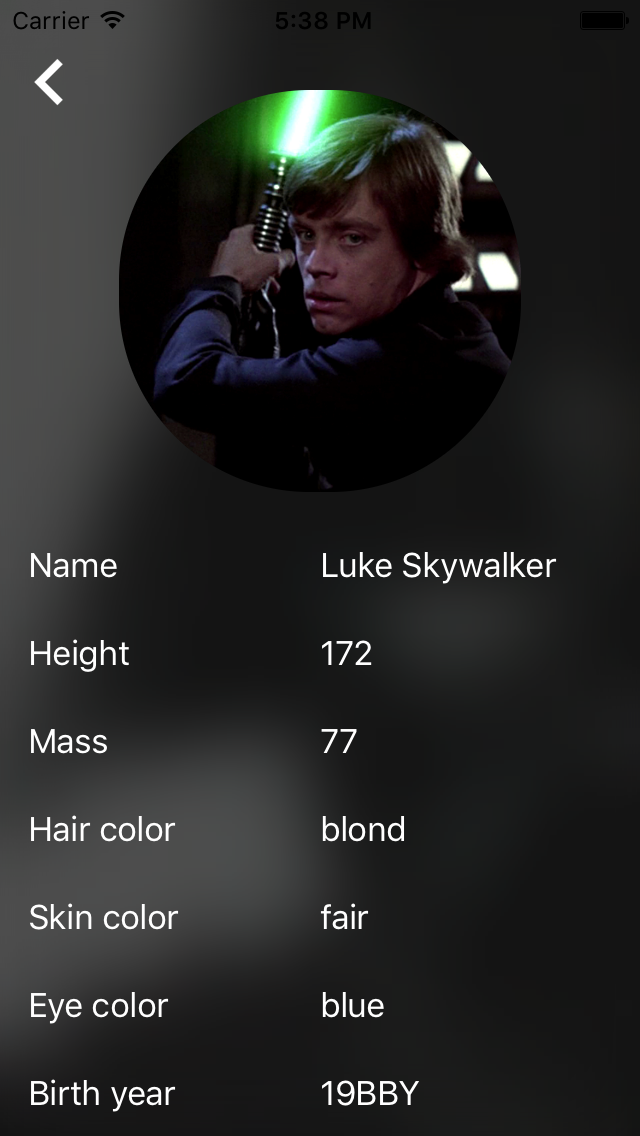 Carrier 5:38 PM
Name Luke Skywalker
Height 172
Mass 77
Hair color blond
Skin color fair
Eye color blue
Birth year 19BBY